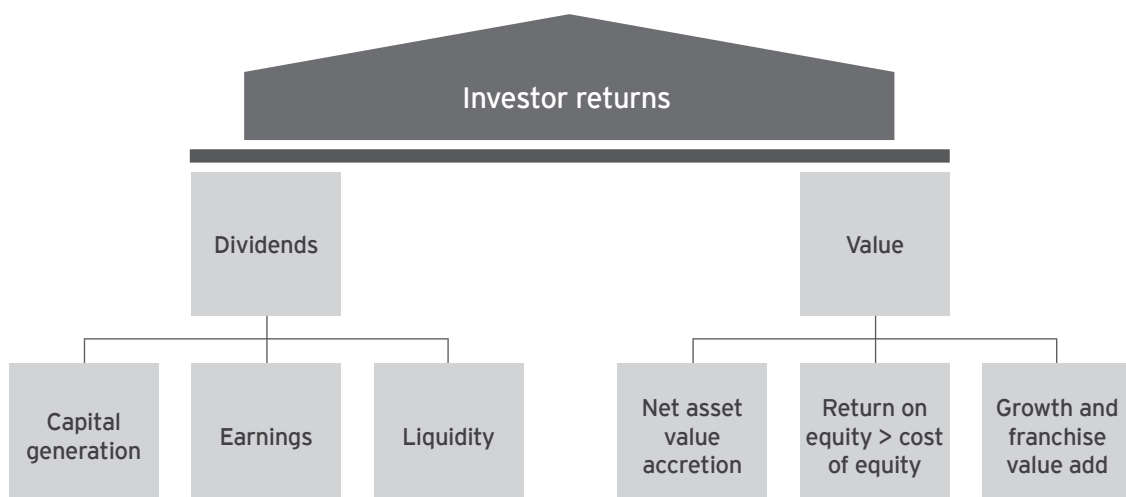 Investor returns
Dividends
Value
Capital
generation
Earnings
Liquidity
Net asset
value
accretion
Return on
equity > cost
of equity
Growth and
franchise
value add